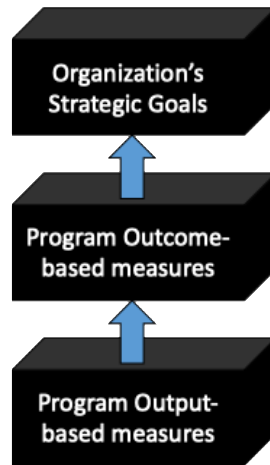 Organization’s
Strategic Goals
Program Outcome-
based measures
Program Output-
based measures